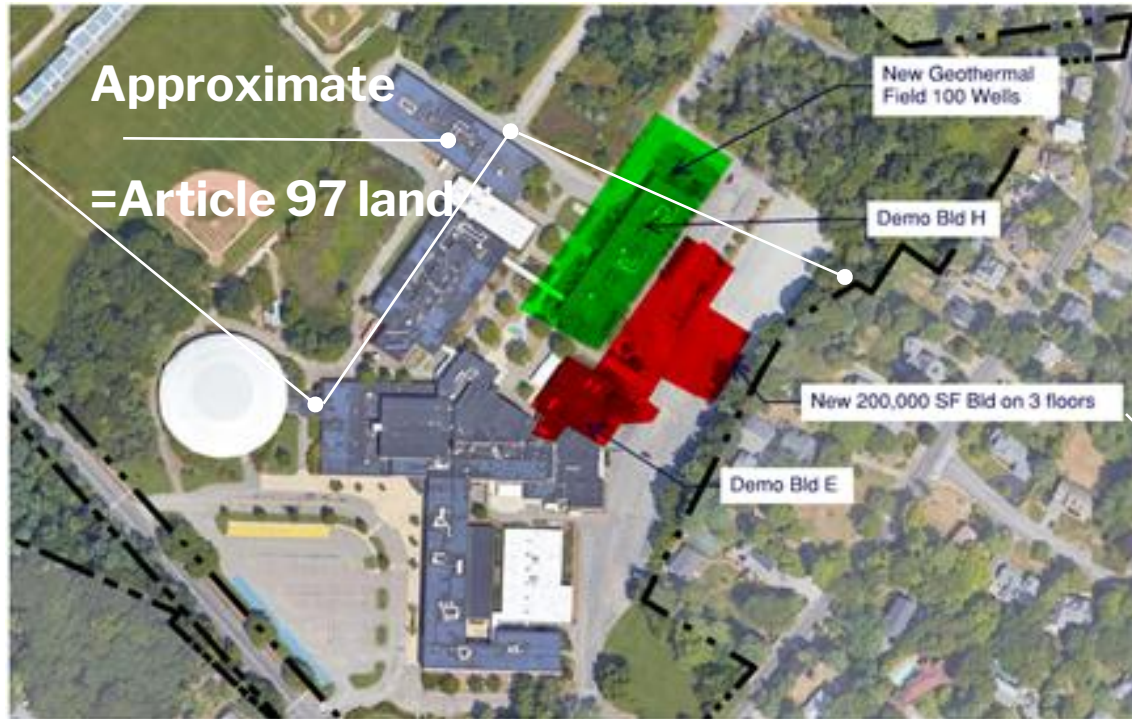 Approximate
=Article 97 land
New Geothermal
Field 100 Wells
Demo Bld H
New 200,000 SF Bld on 3 floors
Demo Bld E